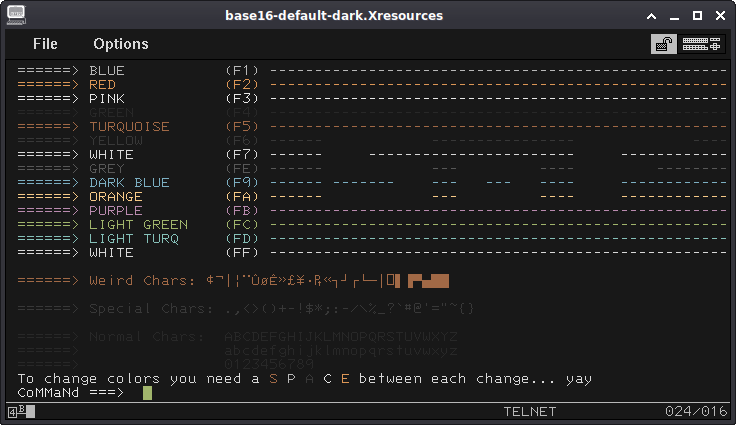 base16-default-dark.Xresources
File Options
======> BLUE (F1) ----------------------------------------------------
======> RED (F2) ----------------------------------------------------
======> PINK (F3) ----------------------------------------------------
======> GREEN (F4) ----------------------------------------------------
======> TURQUOISE (F5) ----------------------------------------------------
======> YELLOW (F6) ------ --- ----
======> WHITE (F7) ------ ----------------------- ------------
======> GREY (FE) --- --- ------------
======> DARK BLUE (F9) ------ ------- --- --- --- ------------
======> ORANGE (FA) ------ --- --- ------------
======> PURPLE (FB) ----------------------------------------------------
======> LIGHT GREEN (FC) ----------------------------------------------------
======> LIGHT TURQ (FD) ----------------------------------------------------
======> WHITE (FF) ----------------------------------------------------
======> Weird Chars: ¢¬|¦¨ÛøÊ»£¥·₧«┐┘┌└─│⎕▌▐▀▄█
======> Special Chars: .,<>()+-!$*;:-/\%_?`#@'="~{}
======> Normal Chars: ABCDEFGHIJKLMNOPQRSTUVWXYZ
======> abcdefghijklmnopqrstuvwxyz
======> 0123456789
To change colors you need a S P A C E between each change... yay
CoMMaNd ===>
4B TELNET 024/016